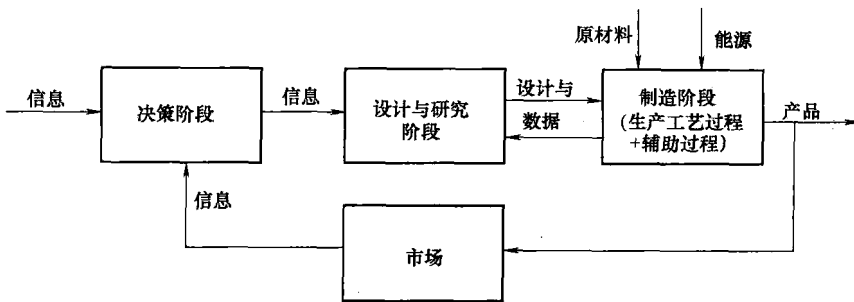 原材料
能源
信息
决策阶段
信息
设计与研究
阶段
设计与
数据
制造阶段
(生产工艺过程
+辅助过程)
产品
信息
市场